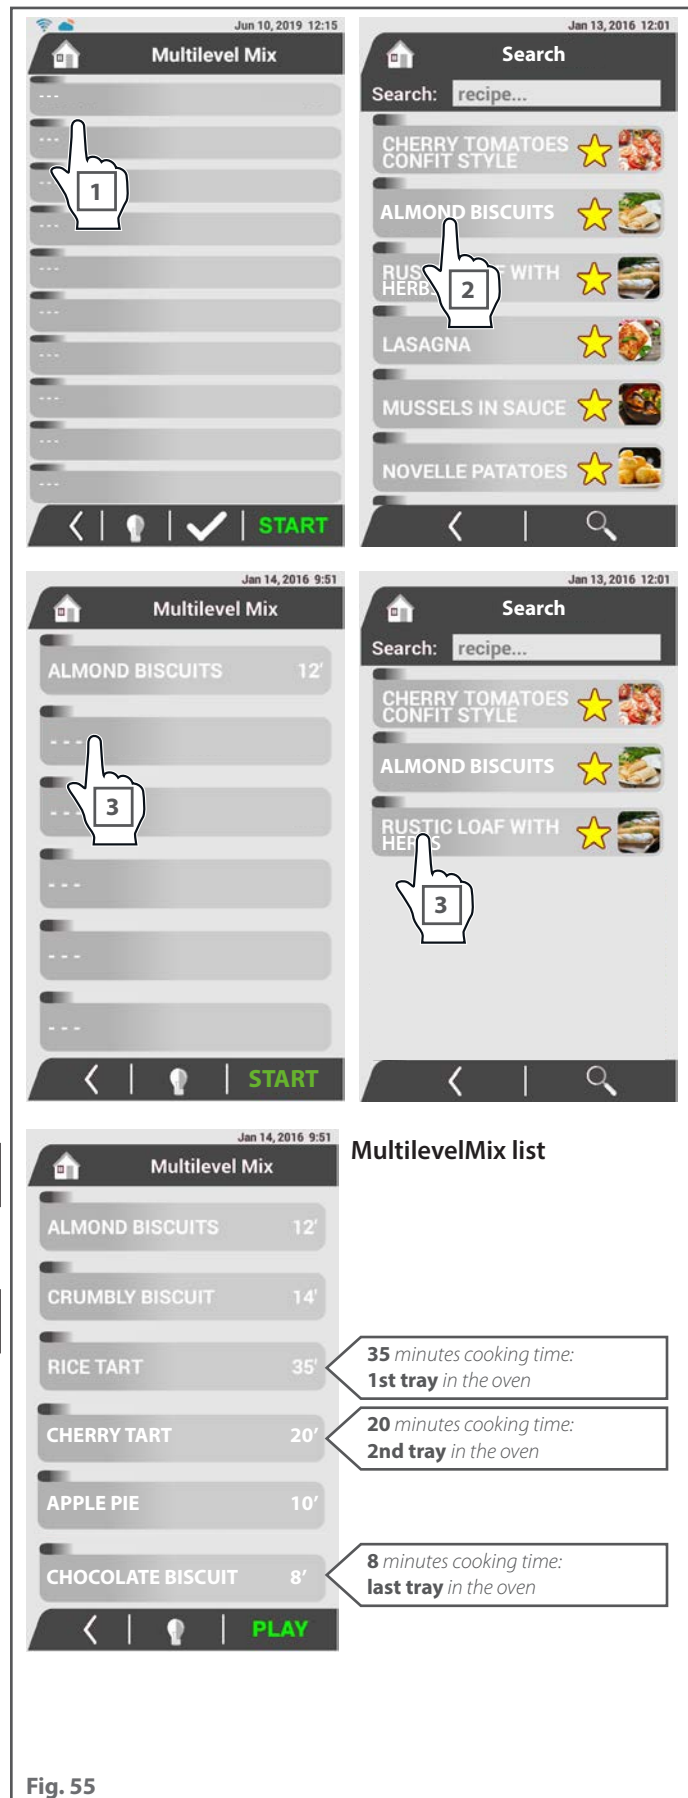 Jun 10, 2019 12:15
Multilevel Mix
---
---
---
---
---
---
---
---
---
---
1
START
Jan 13, 2016 12:01
Search
Search: recipe...
CHERRY TOMATOES
CONFIT STYLE
ALMOND BISCUITS
RUS F WITH
HERB
2
LASAGNA
MUSSELS IN SAUCE
NOVELLE PATATOES
Jan 14, 2016 9:51
Multilevel Mix
ALMOND BISCUITS 12'
---
---
3
---
---
---
START
Jan 13, 2016 12:01
Search
Search: recipe...
CHERRY TOMATOES
CONFIT STYLE
ALMOND BISCUITS
RUSTIC LOAF WITH
HERBS
3
Jan 14, 2016 9:51
Multilevel Mix
ALMOND BISCUITS 12'
CRUMBLY BISCUIT 14'
RICE TART 35'
CHERRY TART 20'
APPLE PIE 10'
CHOCOLATE BISCUIT 8'
PLAY
MultilevelMix list
35 minutes cooking time:
1st tray in the oven
20 minutes cooking time:
2nd tray in the oven
8 minutes cooking time:
last tray in the oven
Fig. 55